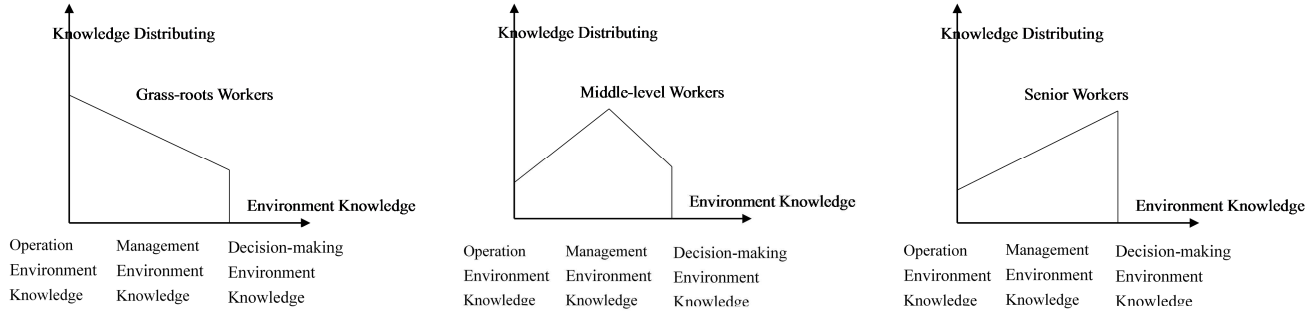 Knowledge Distributing
Grass-roots Workers
Environment Knowledge
Operation
Environment
Knowledge
Management
Environment
Knowledge
Decision-making
Environment
Knowledge
Knowledge Distributing
Middle-level Workers
Environment Knowledge
Operation
Environment
Knowledge
Management
Environment
Knowledge
Decision-making
Environment
Knowledge
Knowledge Distributing
Senior Workers
Environment Knowledge
Operation
Environment
Knowledge
Management
Environment
Knowledge
Decision-making
Environment
Knowledge